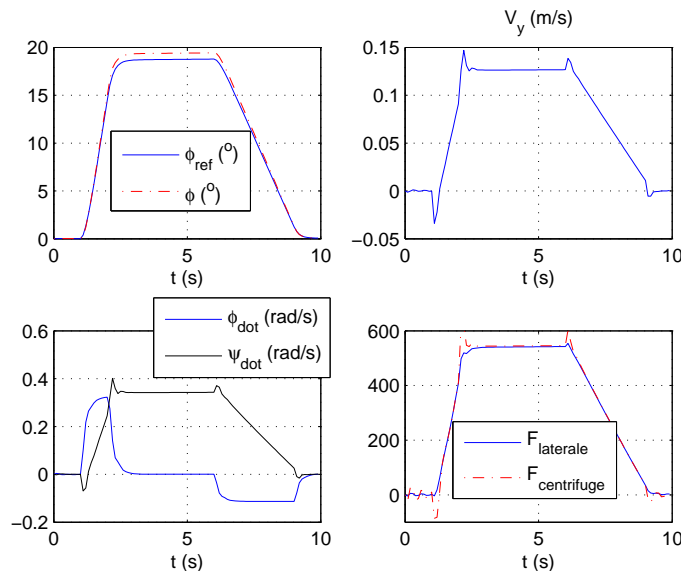 V_y (m/s)
20
15
10
5
0
ϕ_ref (°)
ϕ (°)
0 5 10
t (s)
0.15
0.1
0.05
0
−0.05
0 5 10
t (s)
0.6
0.4
0.2
0
−0.2
ϕ_dot (rad/s)
ψ_dot (rad/s)
0 5 10
t (s)
600
400
200
0
F_laterale
F_centrifuge
0 5 10
t (s)